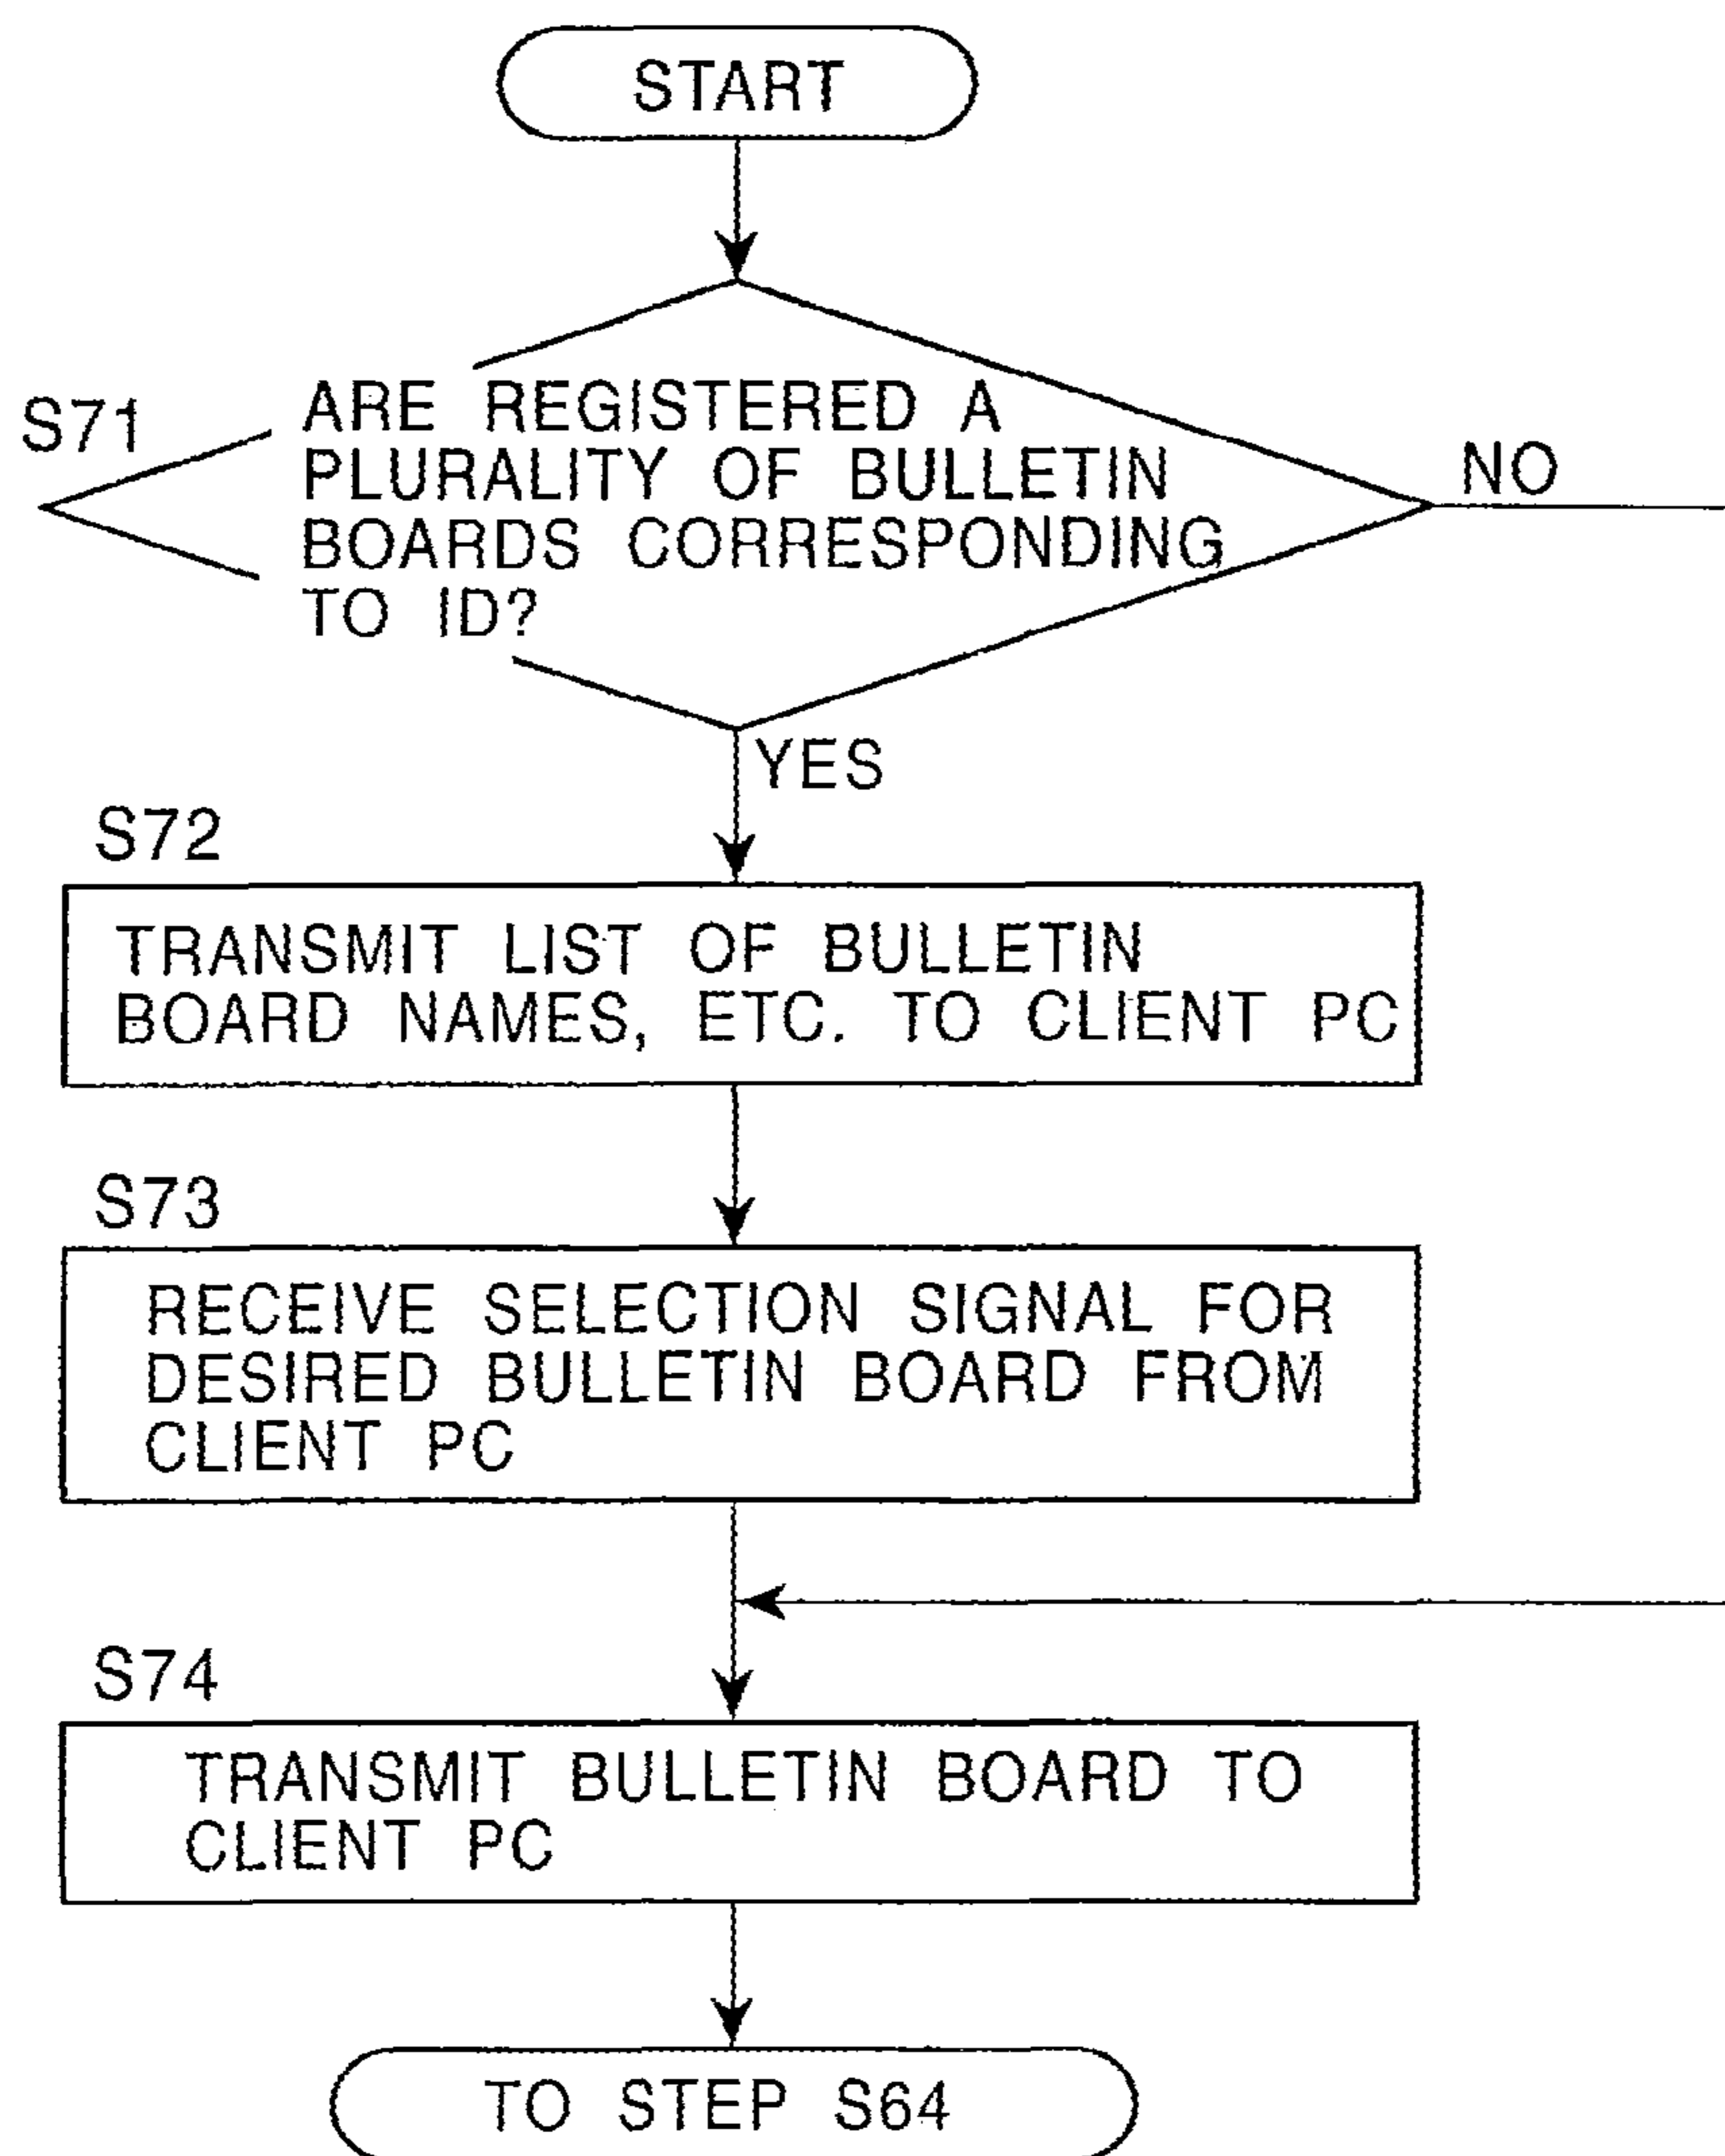 START
S71
ARE REGISTERED A
PLURALITY OF BULLETIN
BOARDS CORRESPONDING
TO ID?
NO
YES
S72
TRANSMIT LIST OF BULLETIN
BOARD NAMES, ETC. TO CLIENT PC
S73
RECEIVE SELECTION SIGNAL FOR
DESIRED BULLETIN BOARD FROM
CLIENT PC
S74
TRANSMIT BULLETIN BOARD TO
CLIENT PC
TO STEP S64